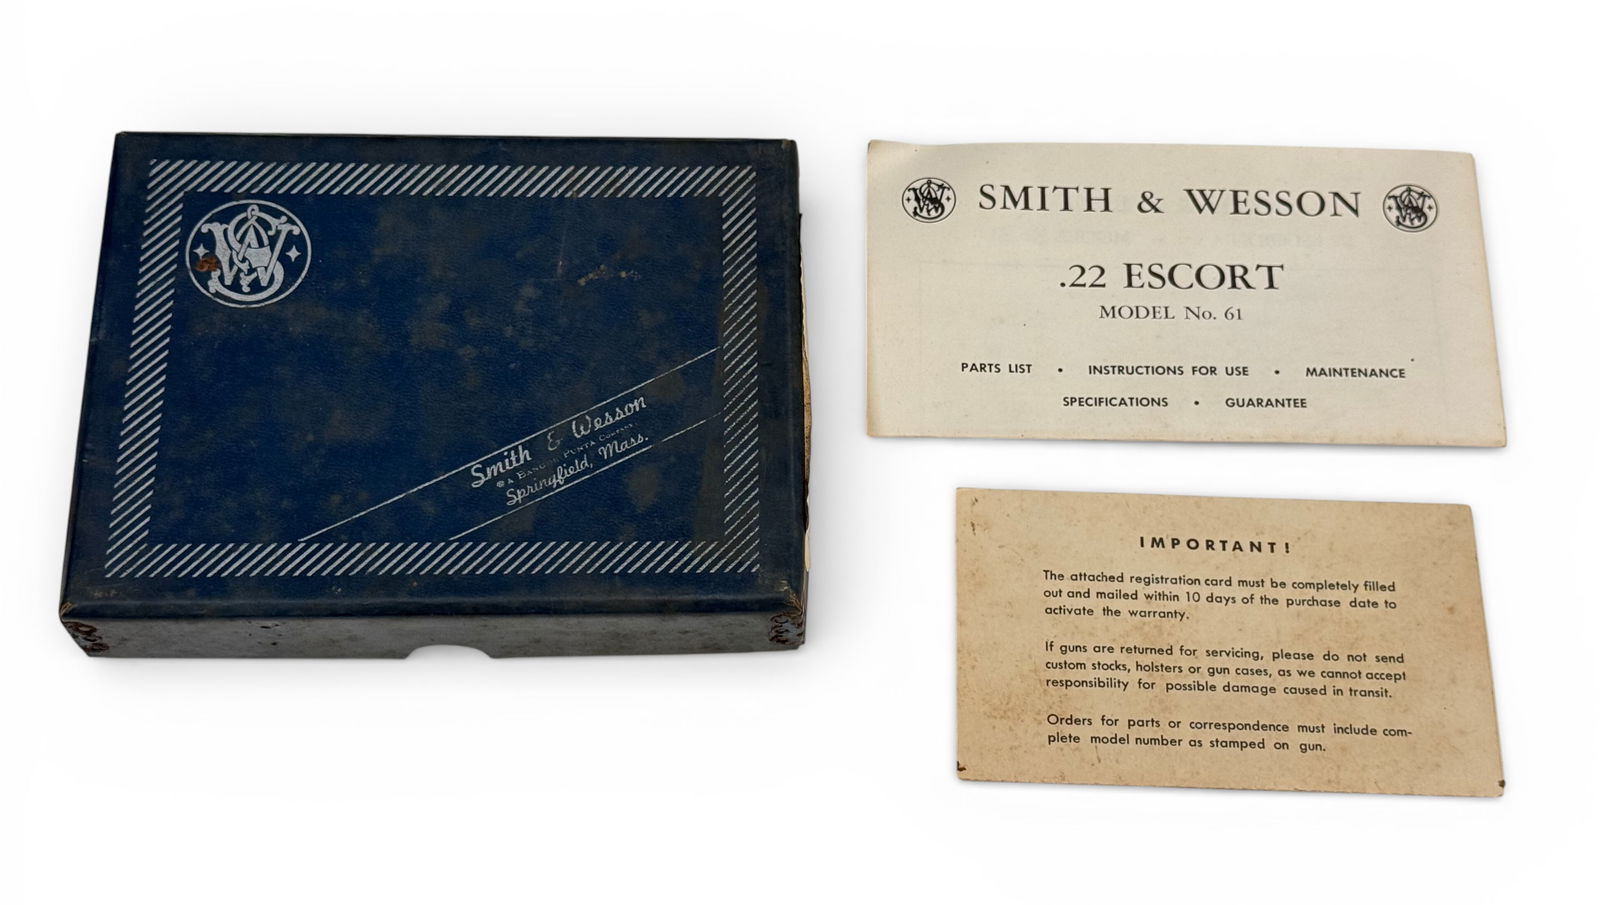 Smith & Wesson
A BANGOR PUNTA COMPANY
Springfield, Mass.
SMITH & WESSON
.22 ESCORT
MODEL No. 61
PARTS LIST • INSTRUCTIONS FOR USE • MAINTENANCE
SPECIFICATIONS • GUARANTEE
IMPORTANT!
The attached registration card must be completely filled
out and mailed within 10 days of the purchase date to
activate the warranty.
If guns are returned for servicing, please do not send
custom stocks, holsters or gun cases, as we cannot accept
responsibility for possible damage caused in transit.
Orders for parts or correspondence must include com-
plete model number as stamped on gun.